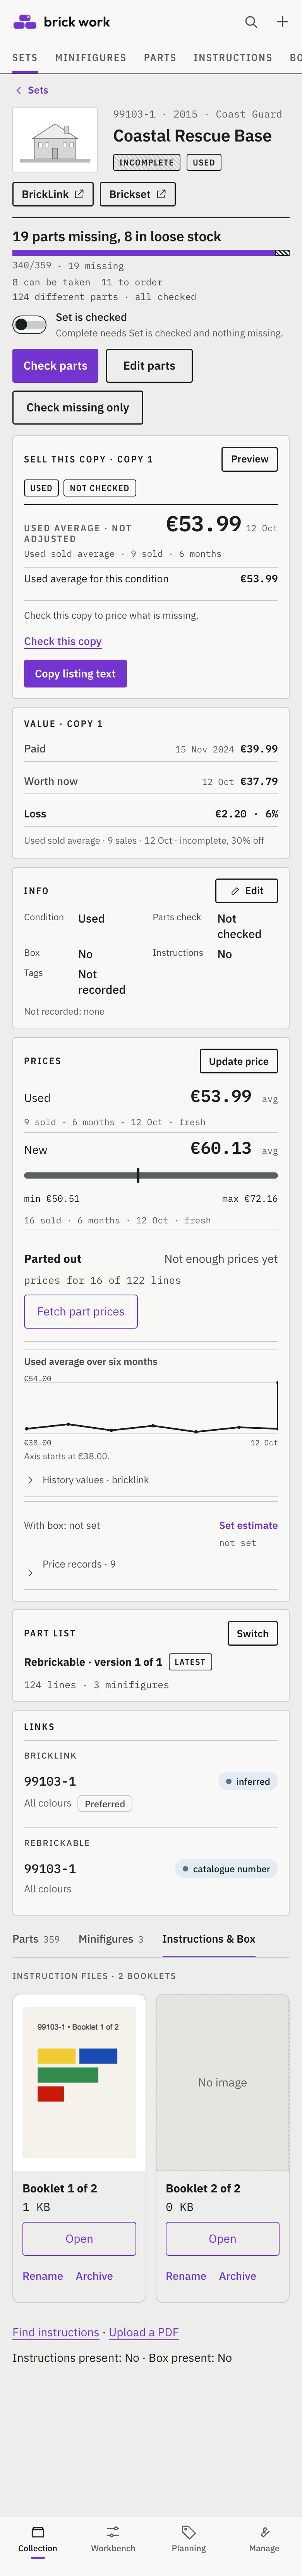 brick work
SETS MINIFIGURES PARTS INSTRUCTIONS BO
Sets
99103-1 · 2015 · Coast Guard
Coastal Rescue Base
INCOMPLETE USED
BrickLink Brickset
19 parts missing, 8 in loose stock
340/359 · 19 missing
8 can be taken 11 to order
124 different parts · all checked
Set is checked
Complete needs Set is checked and nothing missing.
Check parts Edit parts
Check missing only
SELL THIS COPY · COPY 1 Preview
USED NOT CHECKED
USED AVERAGE · NOT ADJUSTED €53.99 12 Oct
Used sold average · 9 sold · 6 months
Used average for this condition €53.99
Check this copy to price what is missing.
Check this copy
Copy listing text
VALUE · COPY 1
Paid 15 Nov 2024 €39.99
Worth now 12 Oct €37.79
Loss €2.20 · 6%
Used sold average · 9 sales · 12 Oct · incomplete, 30% off
INFO Edit
Condition Used Parts check Not checked
Box No Instructions No
Tags Not recorded
Not recorded: none
PRICES Update price
Used €53.99 avg
9 sold · 6 months · 12 Oct · fresh
New €60.13 avg
min €50.51 max €72.16
16 sold · 6 months · 12 Oct · fresh
Parted out Not enough prices yet
prices for 16 of 122 lines
Fetch part prices
Used average over six months
€54.00
€38.00 12 Oct
Axis starts at €38.00.
History values · bricklink
With box: not set Set estimate
not set
Price records · 9
PART LIST Switch
Rebrickable · version 1 of 1 LATEST
124 lines · 3 minifigures
LINKS
BRICKLINK
99103-1 inferred
All colours Preferred
REBRICKABLE
99103-1 catalogue number
All colours
Parts 359 Minifigures 3 Instructions & Box
INSTRUCTION FILES · 2 BOOKLETS
99103-1 • Booklet 1 of 2
No image
Booklet 1 of 2 Booklet 2 of 2
1 KB 0 KB
Open Open
Rename Archive Rename Archive
Find instructions · Upload a PDF
Instructions present: No · Box present: No
Collection Workbench Planning Manage